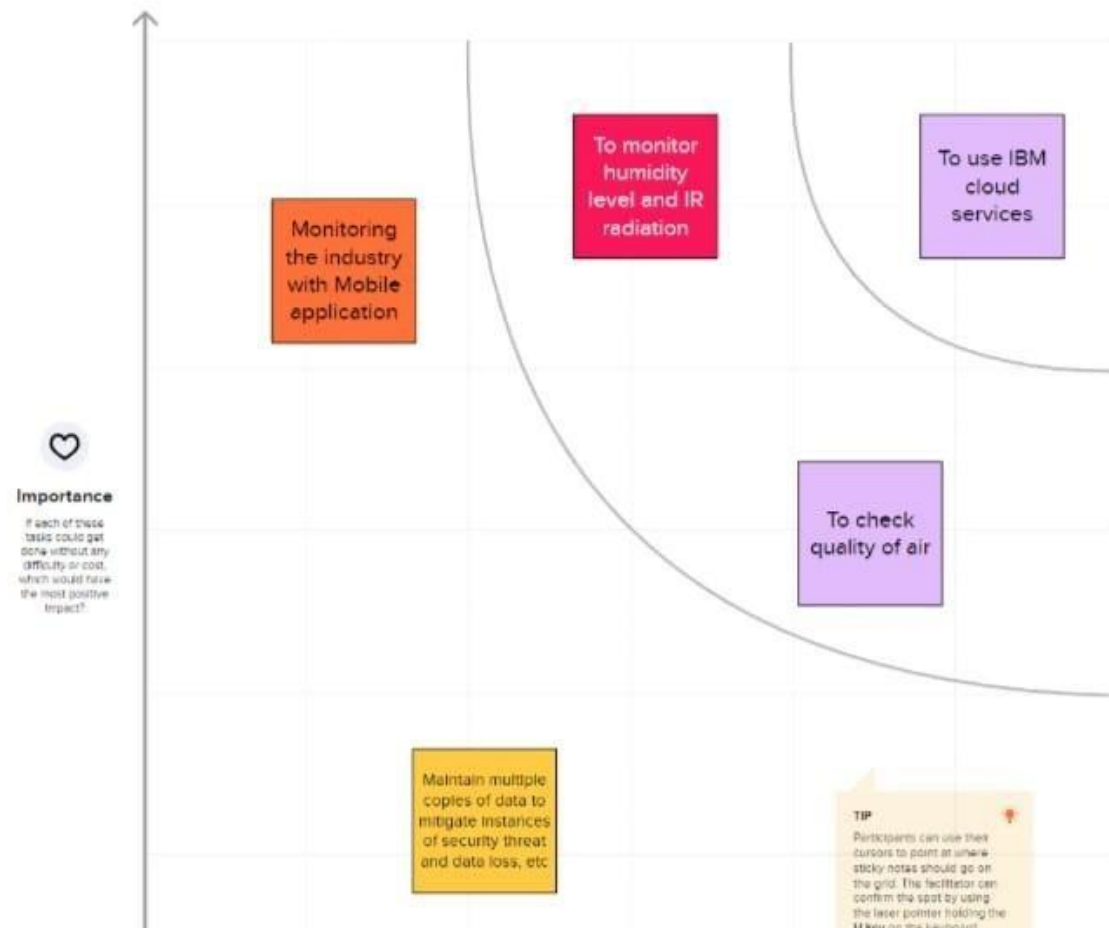 To monitor
humidity
level and IR
radiation
To use IBM
cloud
services
Monitoring
the industry
with Mobile
application
Importance
If each of these
tasks could get
done without any
difficulty or cost,
which would have
the most positive
impact?
To check
quality of air
Maintain multiple
copies of data to
mitigate instances
of security threat
and data loss, etc
TIP
Participants can use their
cursors to point at where
sticky notes should go on
the grid. The facilitator can
confirm the spot by using
the laser pointer holding the
H key on the keyboard.